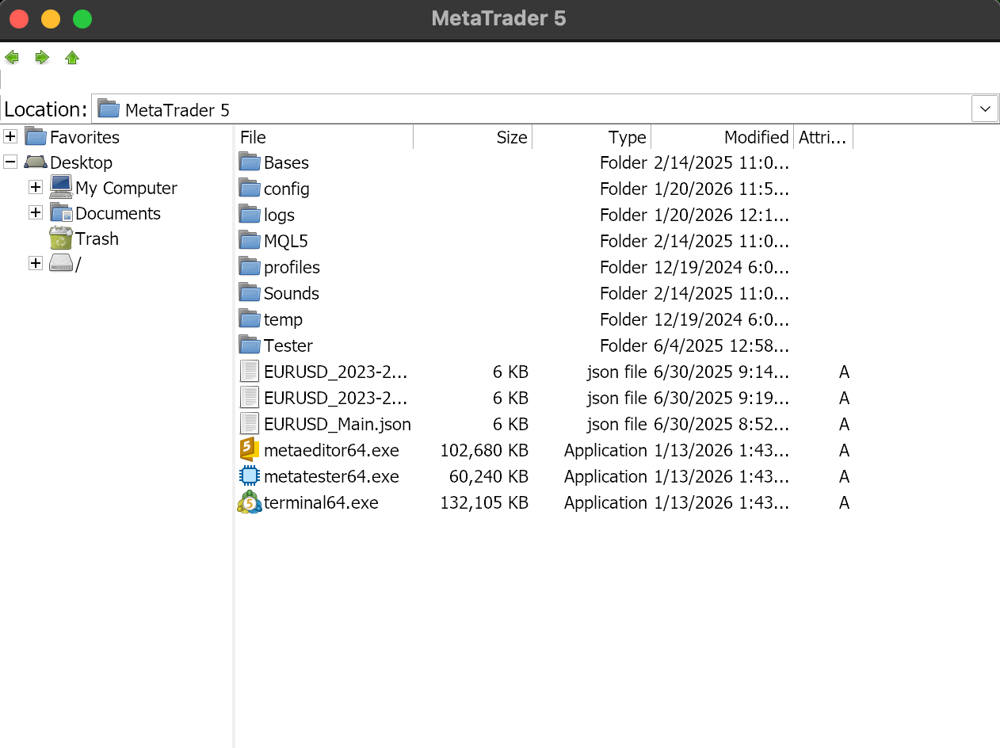 MetaTrader 5
Location: MetaTrader 5
Favorites
Desktop
My Computer
Documents
Trash
/
File Size Type Modified Attri...
Bases Folder 2/14/2025 11:0...
config Folder 1/20/2026 11:5...
logs Folder 1/20/2026 12:1...
MQL5 Folder 2/14/2025 11:0...
profiles Folder 12/19/2024 6:0...
Sounds Folder 2/14/2025 11:0...
temp Folder 12/19/2024 6:0...
Tester Folder 6/4/2025 12:58...
EURUSD_2023-2... 6 KB json file 6/30/2025 9:14... A
EURUSD_2023-2... 6 KB json file 6/30/2025 9:19... A
EURUSD_Main.json 6 KB json file 6/30/2025 8:52... A
metaeditor64.exe 102,680 KB Application 1/13/2026 1:43... A
metatester64.exe 60,240 KB Application 1/13/2026 1:43... A
terminal64.exe 132,105 KB Application 1/13/2026 1:43... A